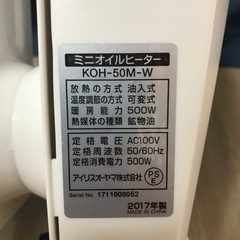 ミニオイルヒーター
KOH-50M-W
放熱の方式 油入式
温度調節の方式 可変式
暖房能力 500W
熱媒体の種類 鉱物油
定格電圧 AC100V
定格周波数 50/60Hz
定格消費電力 500W
アイリスオーヤマ株式会社
PS
E
Serial No: 1711008052
2017年製
MADE IN CHINA